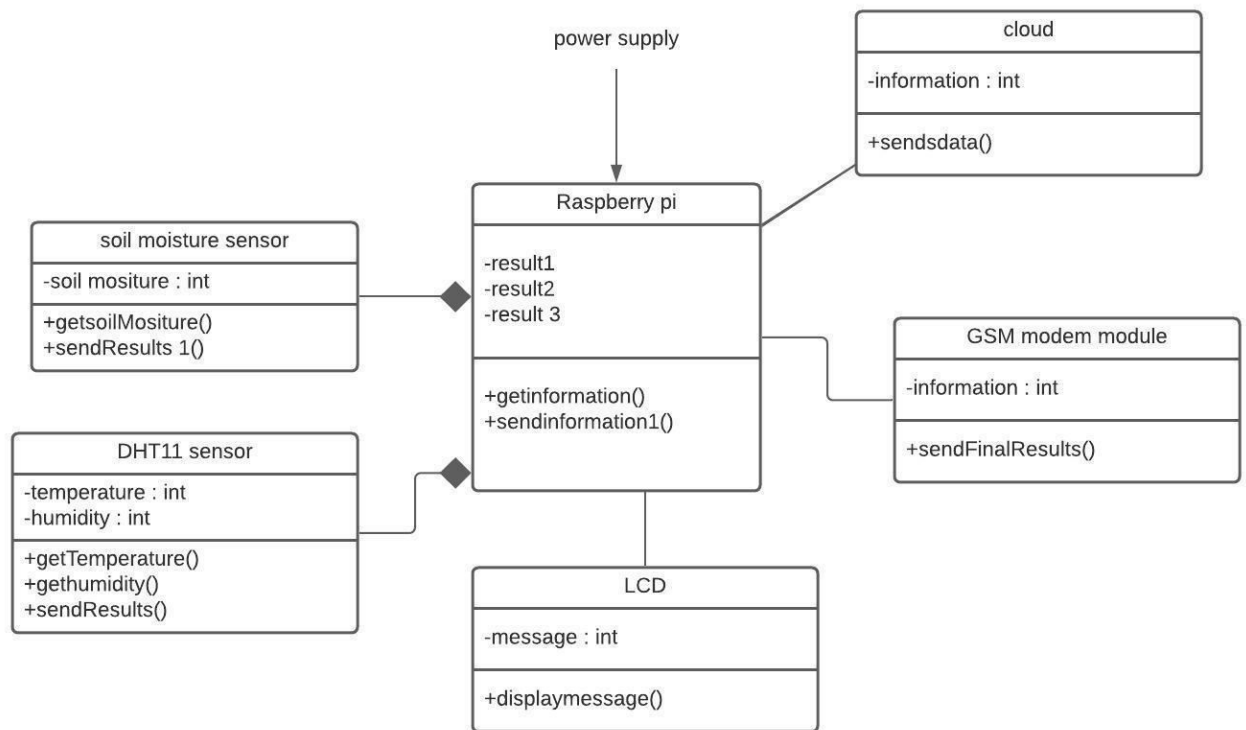 power supply
cloud
-information : int
+sendsdata()
Raspberry pi
-result1
-result2
-result 3
+getinformation()
+sendinformation1()
soil moisture sensor
-soil mositure : int
+getsoilMositure()
+sendResults 1()
GSM modem module
-information : int
+sendFinalResults()
DHT11 sensor
-temperature : int
-humidity : int
+getTemperature()
+gethumidity()
+sendResults()
LCD
-message : int
+displaymessage()